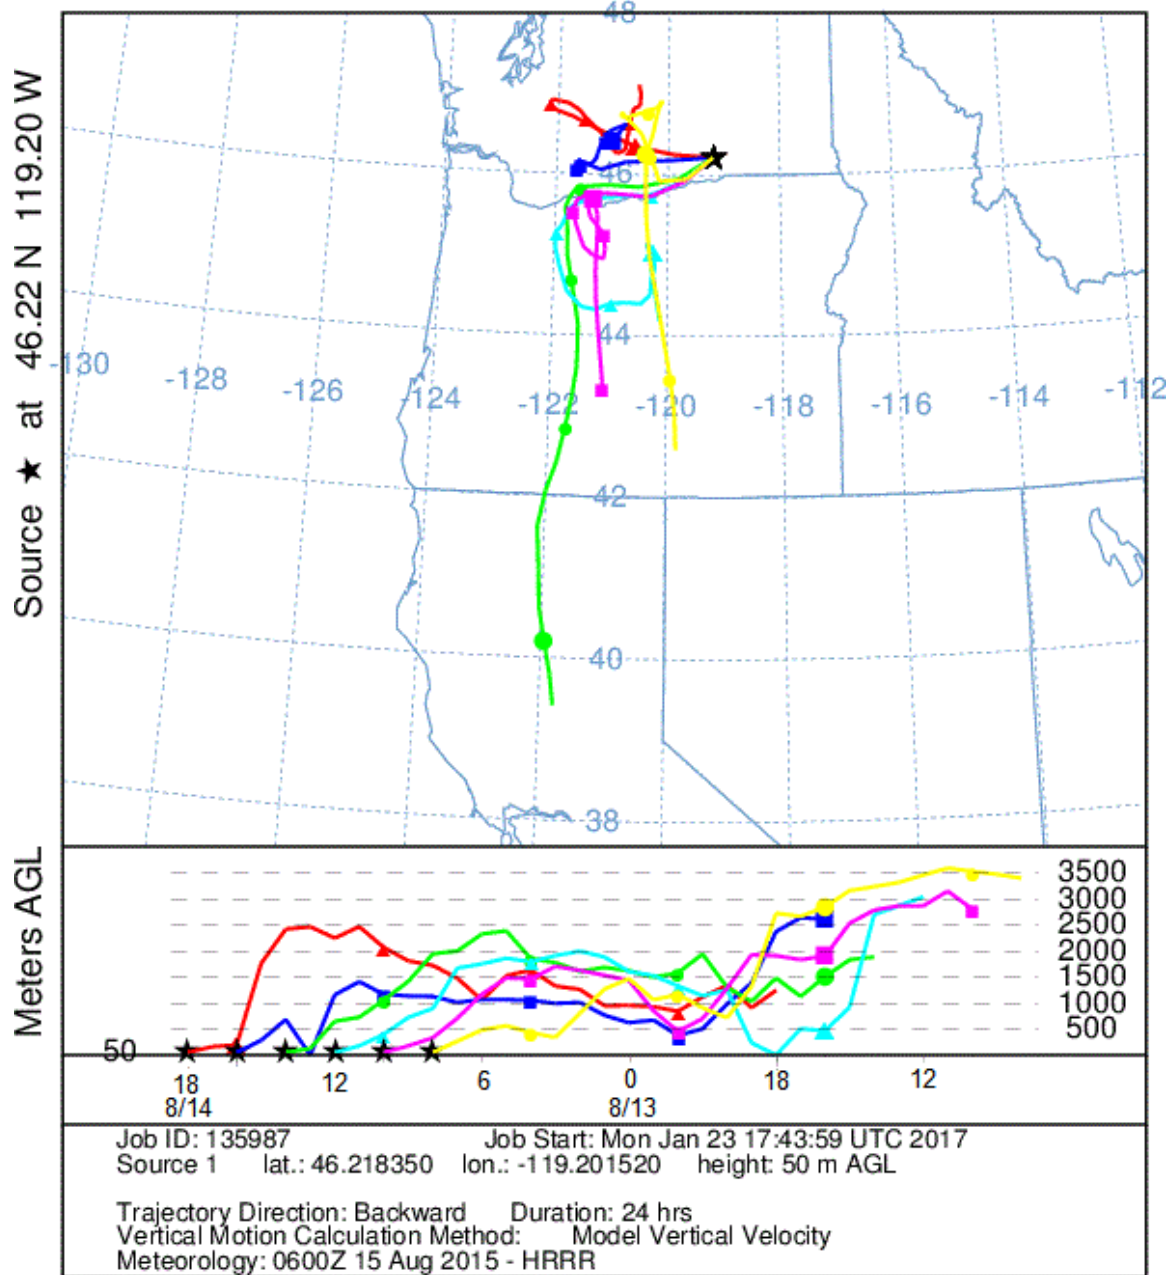 48
Source ★ at 46.22 N 119.20 W
46
44
-130 -128 -126 -124 -122 -120 -118 -116 -114 -112
42
40
38
Meters AGL
3500
3000
2500
2000
1500
1000
500
50
18 12 6 0 18 12
8/14 8/13
Job ID: 135987 Job Start: Mon Jan 23 17:43:59 UTC 2017
Source 1 lat.: 46.218350 lon.: -119.201520 height: 50 m AGL
Trajectory Direction: Backward Duration: 24 hrs
Vertical Motion Calculation Method: Model Vertical Velocity
Meteorology: 0600Z 15 Aug 2015 - HRRR